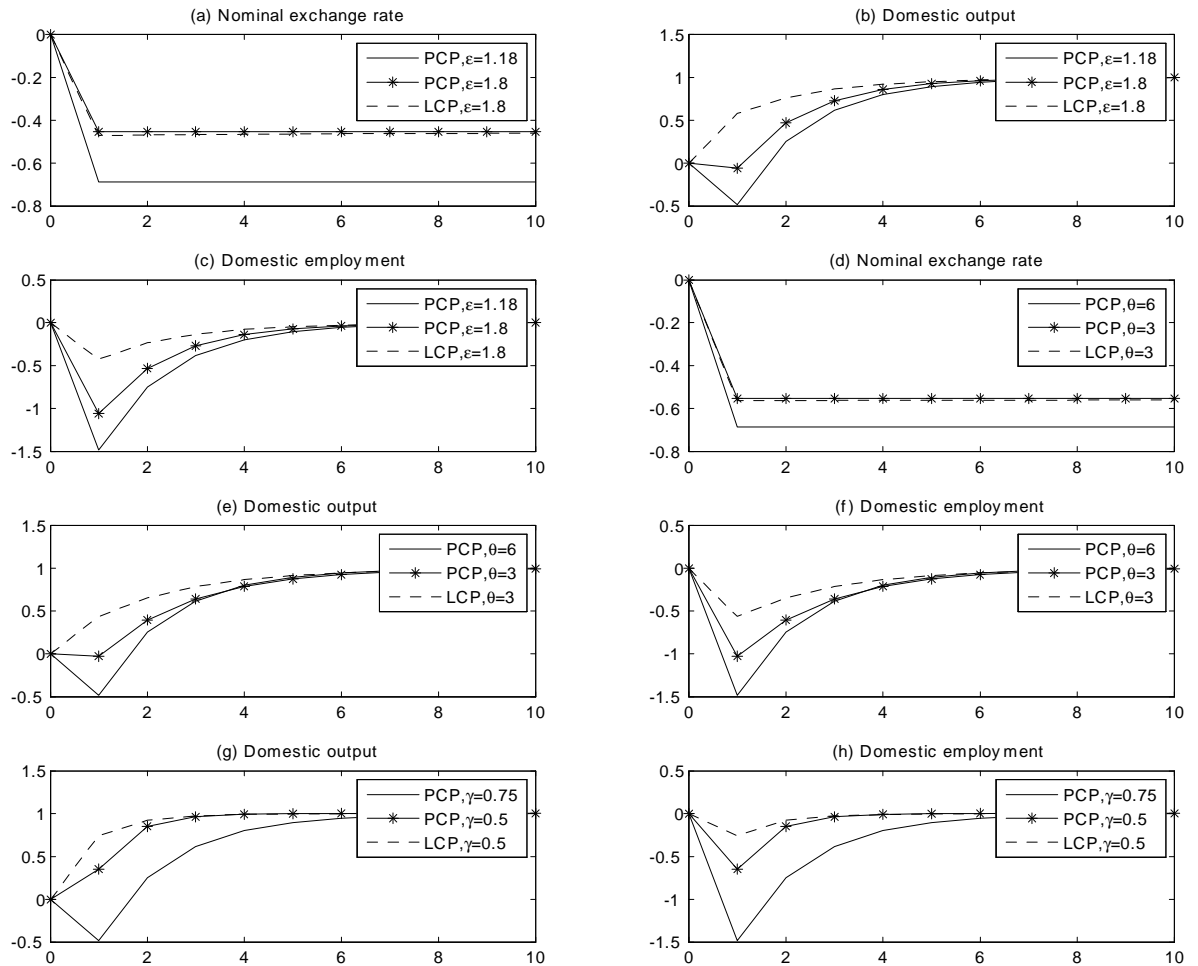 (a) Nominal exchange rate
0
-0.2
-0.4
-0.6
-0.8
0 2 4 6 8 10
PCP,ε=1.18
PCP,ε=1.8
LCP,ε=1.8
(b) Domestic output
1.5
1
0.5
0
-0.5
0 2 4 6 8 10
PCP,ε=1.18
PCP,ε=1.8
LCP,ε=1.8
(c) Domestic employment
0.5
0
-0.5
-1
-1.5
0 2 4 6 8 10
PCP,ε=1.18
PCP,ε=1.8
LCP,ε=1.8
(d) Nominal exchange rate
0
-0.2
-0.4
-0.6
-0.8
0 2 4 6 8 10
PCP,θ=6
PCP,θ=3
LCP,θ=3
(e) Domestic output
1.5
1
0.5
0
-0.5
0 2 4 6 8 10
PCP,θ=6
PCP,θ=3
LCP,θ=3
(f) Domestic employment
0.5
0
-0.5
-1
-1.5
0 2 4 6 8 10
PCP,θ=6
PCP,θ=3
LCP,θ=3
(g) Domestic output
1.5
1
0.5
0
-0.5
0 2 4 6 8 10
PCP,γ=0.75
PCP,γ=0.5
LCP,γ=0.5
(h) Domestic employment
0.5
0
-0.5
-1
-1.5
0 2 4 6 8 10
PCP,γ=0.75
PCP,γ=0.5
LCP,γ=0.5